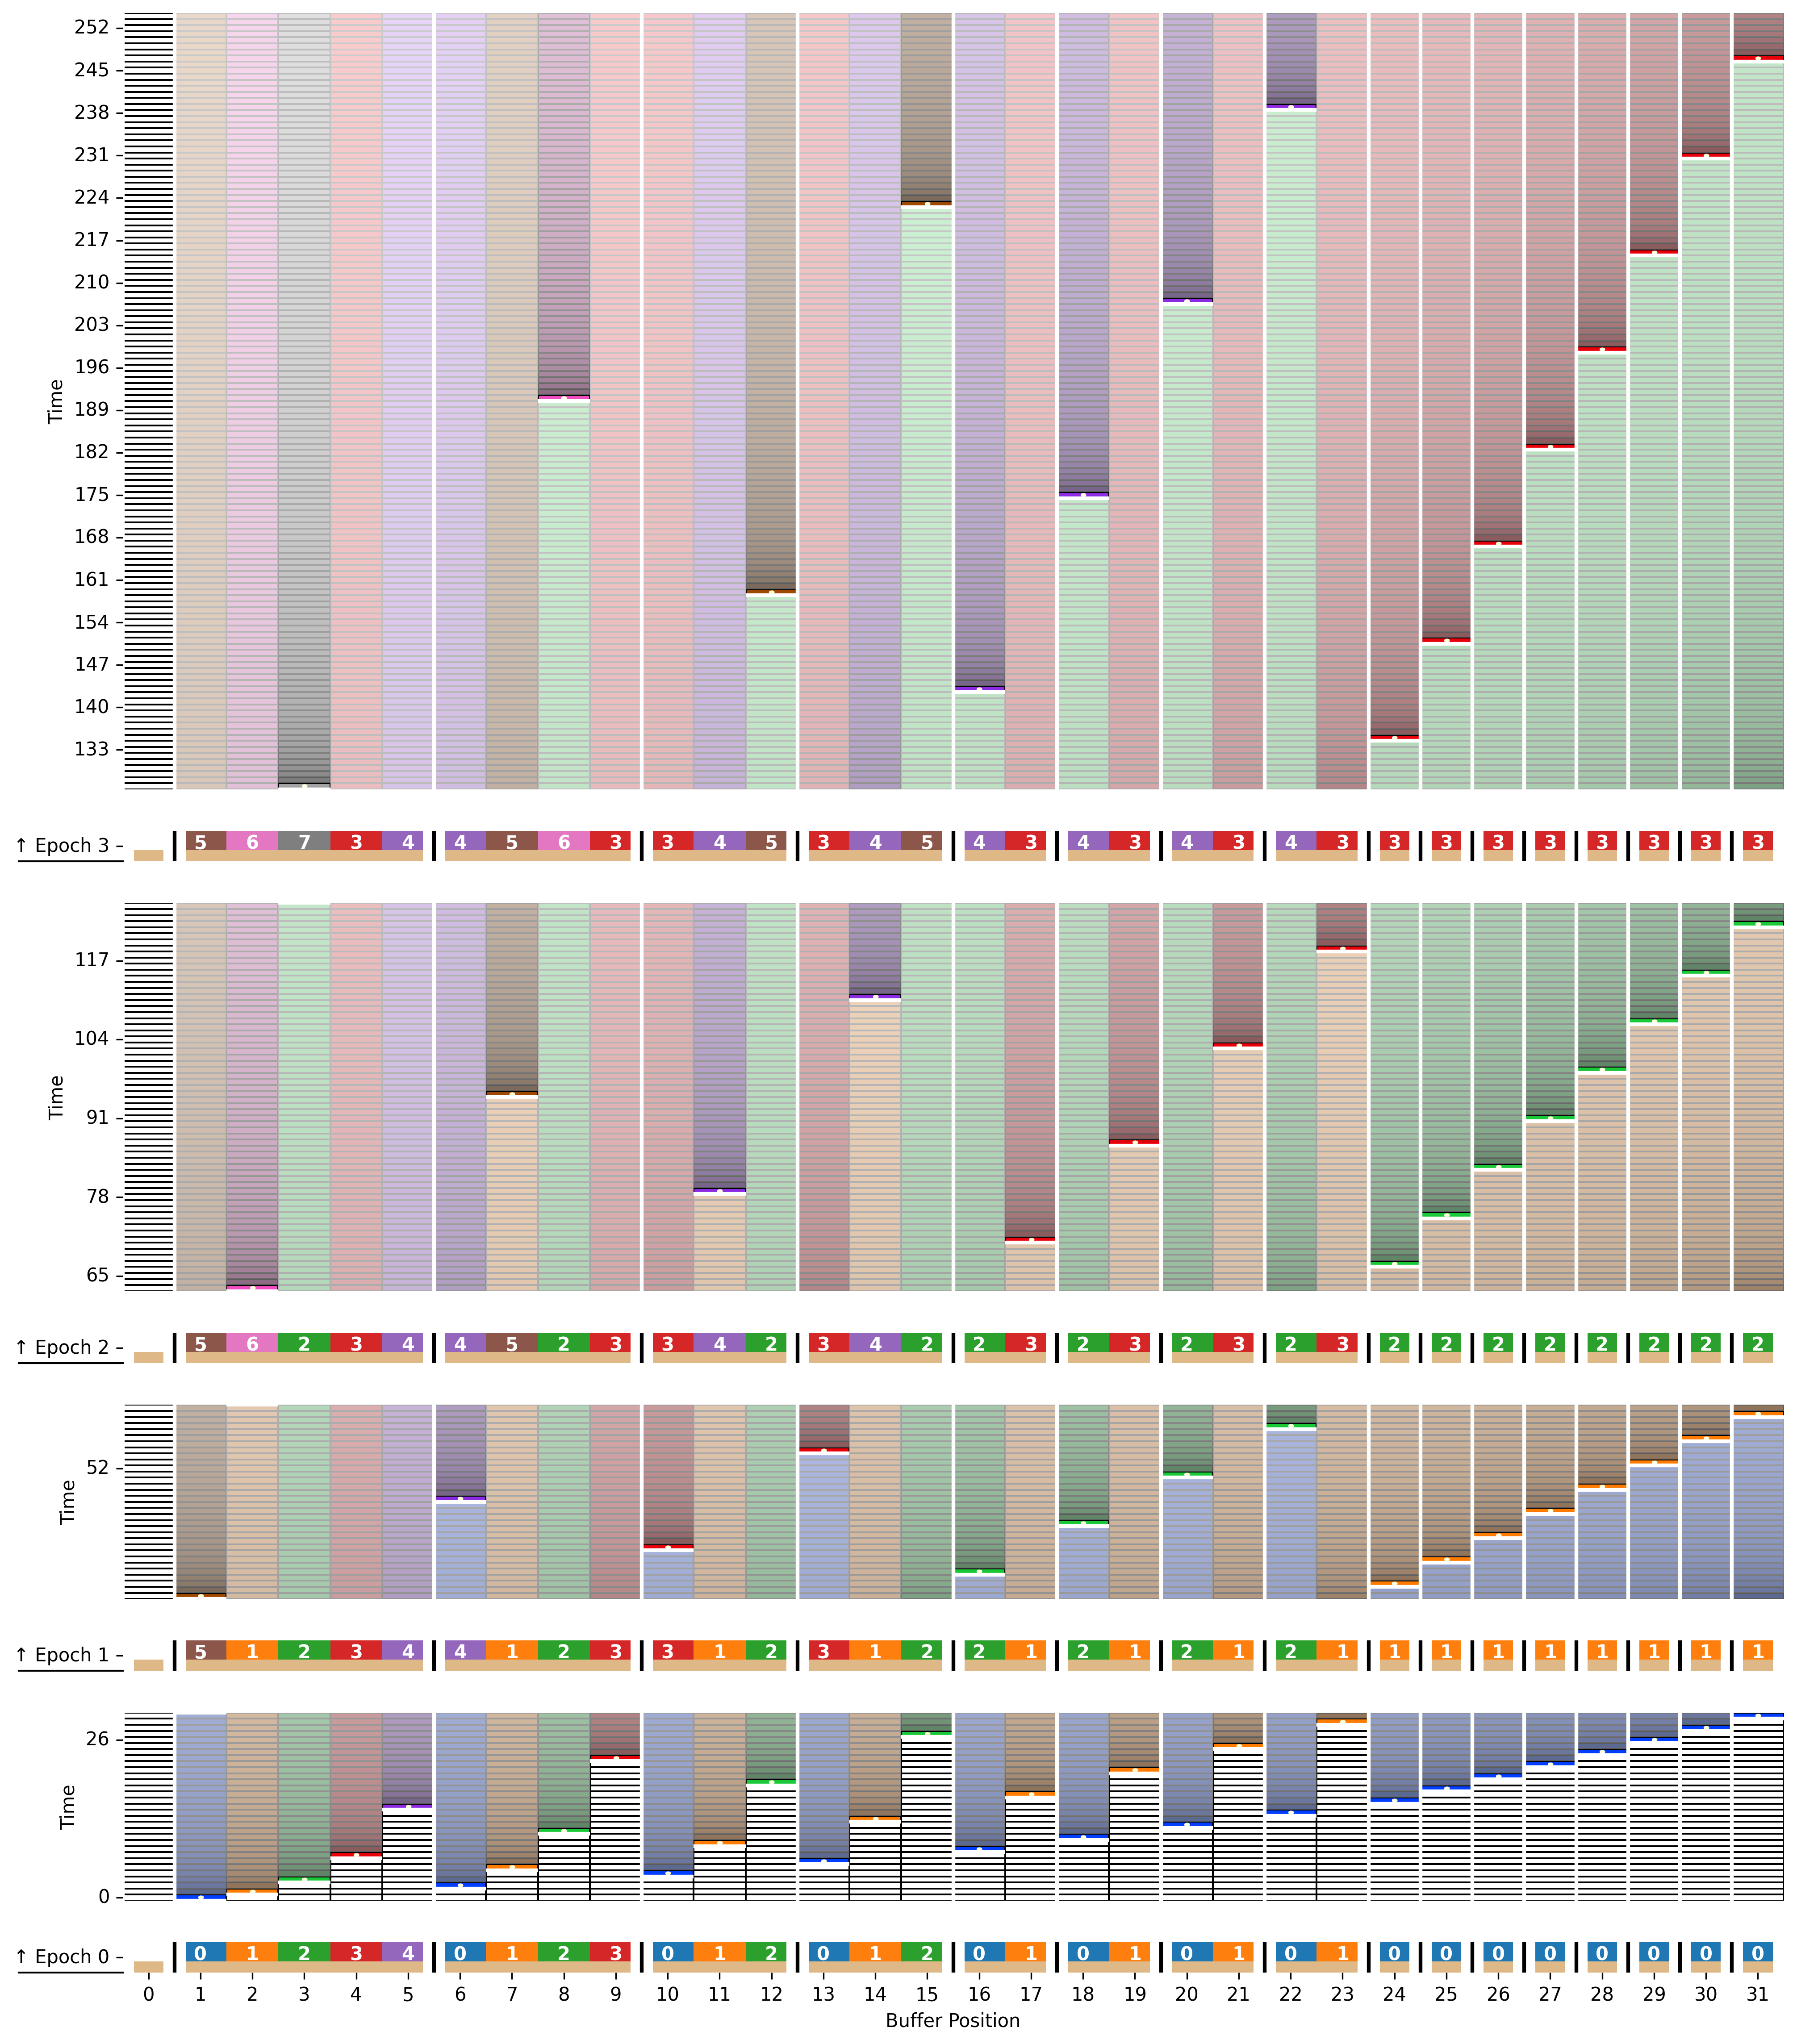 252
245
238
231
224
217
210
203
196
189
182
175
168
161
154
147
140
133
Time
↑ Epoch 3
5 6 7 3 4 4 5 6 3 3 4 5 3 4 5 4 3 4 3 4 3 4 3 3 3 3 3 3 3 3 3
117
104
91
78
65
Time
↑ Epoch 2
5 6 2 3 4 4 5 2 3 3 4 2 3 4 2 2 3 2 3 2 3 2 3 2 2 2 2 2 2 2 2
52
Time
↑ Epoch 1
5 1 2 3 4 4 1 2 3 3 1 2 3 1 2 2 1 2 1 2 1 2 1 1 1 1 1 1 1 1 1
26
0
Time
↑ Epoch 0
0 1 2 3 4 0 1 2 3 0 1 2 0 1 2 0 1 0 1 0 1 0 1 0 0 0 0 0 0 0 0
0 1 2 3 4 5 6 7 8 9 10 11 12 13 14 15 16 17 18 19 20 21 22 23 24 25 26 27 28 29 30 31
Buffer Position